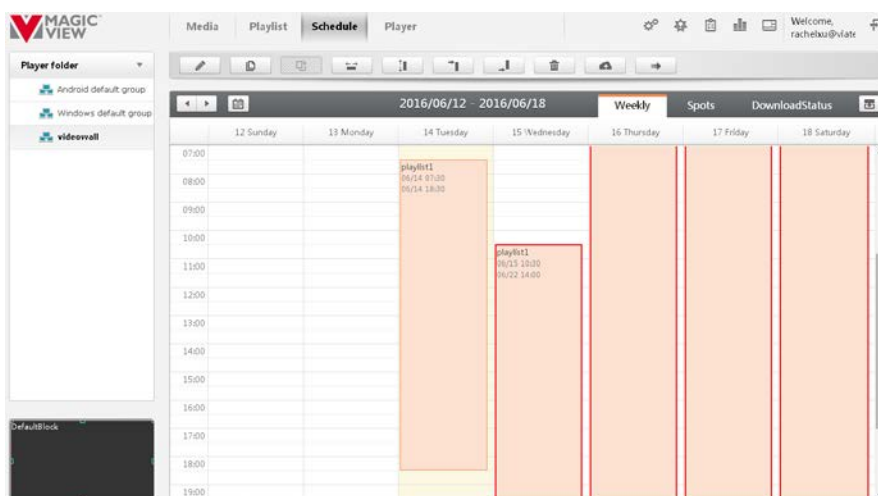 MAGIC
VIEW
Media Playlist Schedule Player
Welcome,
rachelxu@vlate
Player folder
Android default group
Windows default group
videowall
2016/06/12 - 2016/06/18
Weekly Spots DownloadStatus
12 Sunday 13 Monday 14 Tuesday 15 Wednesday 16 Thursday 17 Friday 18 Saturday
07:00
playlist1
08:00
06/14 07:30
06/14 18:30
09:00
10:00
playlist1
11:00
06/15 10:30
06/22 14:00
12:00
13:00
14:00
15:00
16:00
DefaultBlock
17:00
18:00
19:00